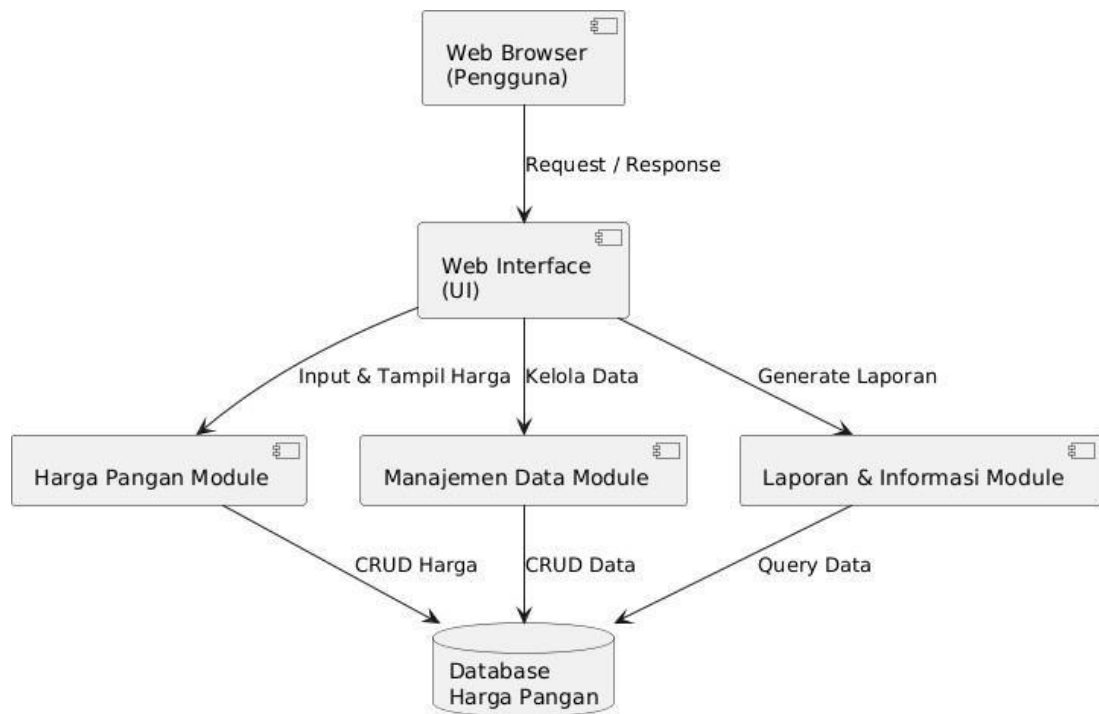 Web Browser
(Pengguna)
Request / Response
Web Interface
(UI)
Input & Tampil Harga
Kelola Data
Generate Laporan
Harga Pangan Module
Manajemen Data Module
Laporan & Informasi Module
CRUD Harga
CRUD Data
Query Data
Database
Harga Pangan